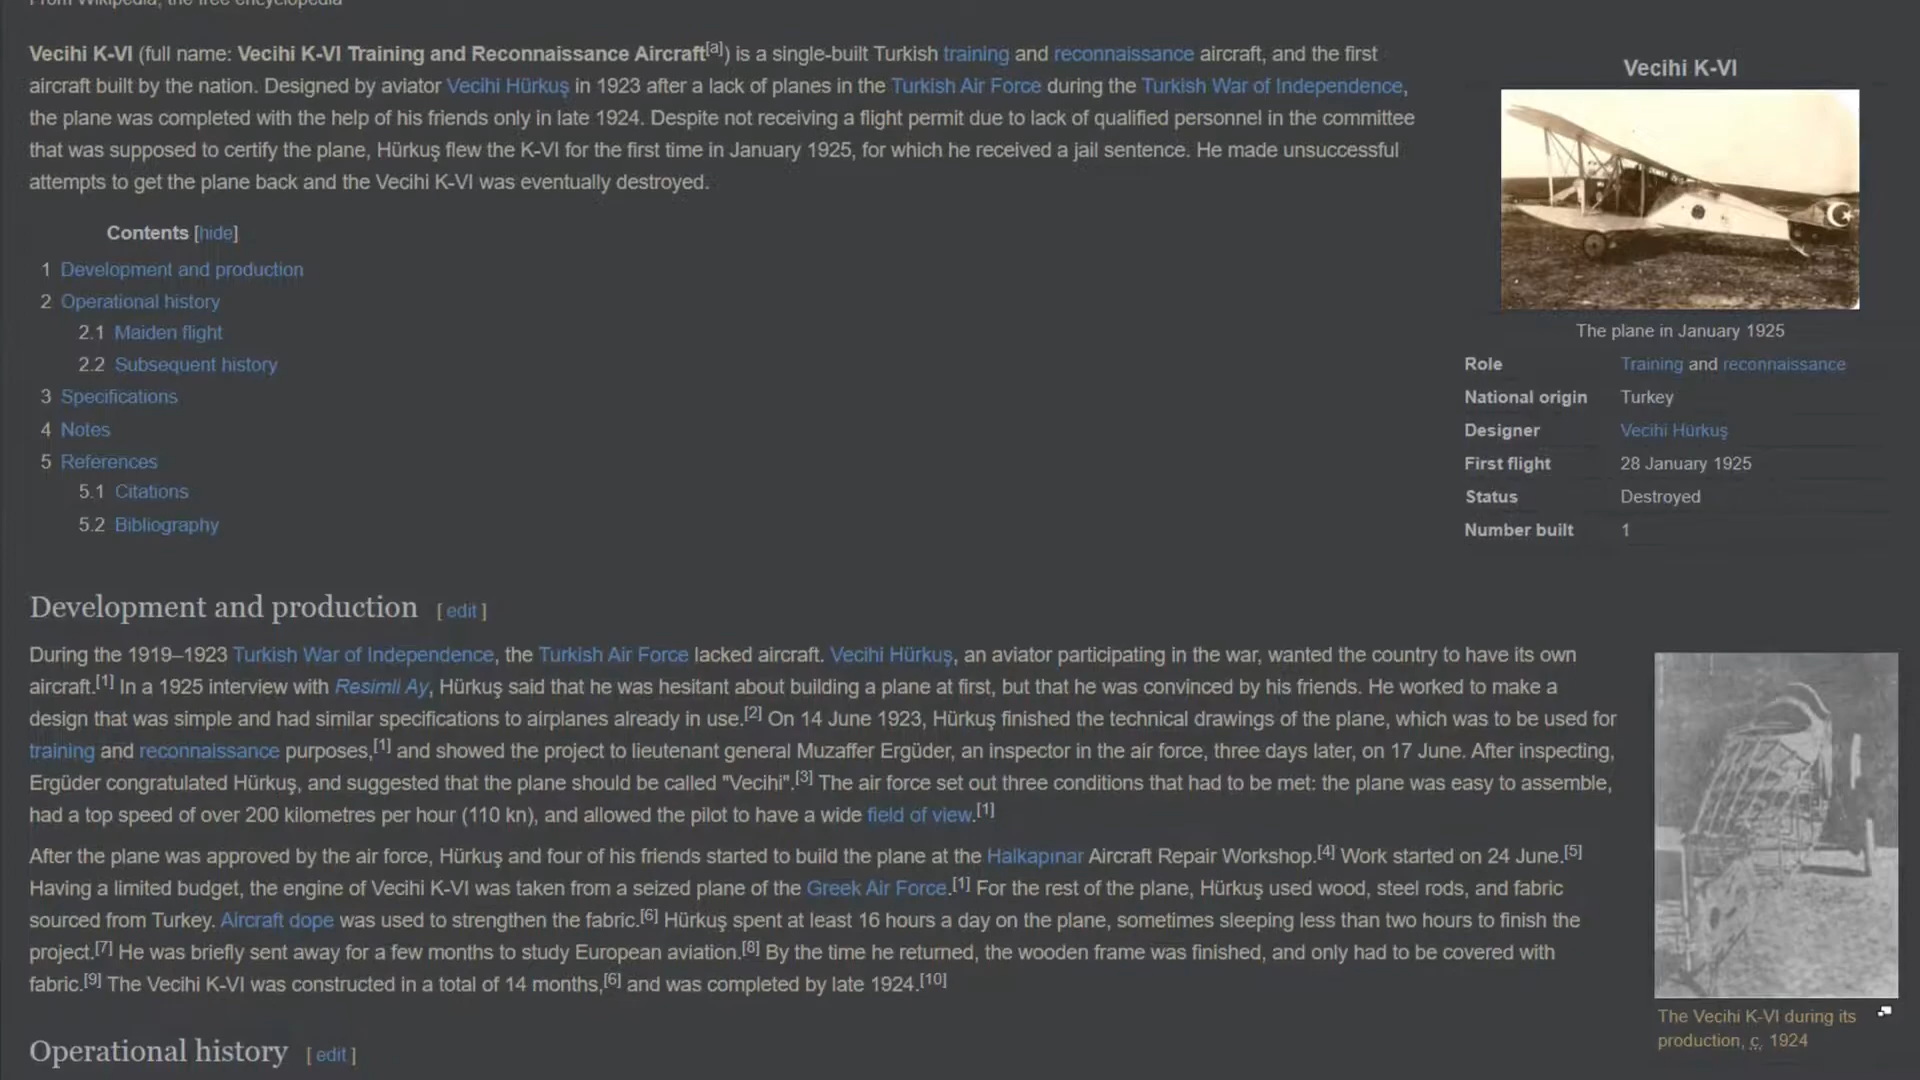 From Wikipedia, the free encyclopedia
Vecihi K-VI (full name: Vecihi K-VI Training and Reconnaissance Aircraft[a]) is a single-built Turkish training and reconnaissance aircraft, and the first
aircraft built by the nation. Designed by aviator Vecihi Hürkuş in 1923 after a lack of planes in the Turkish Air Force during the Turkish War of Independence,
the plane was completed with the help of his friends only in late 1924. Despite not receiving a flight permit due to lack of qualified personnel in the committee
that was supposed to certify the plane, Hürkuş flew the K-VI for the first time in January 1925, for which he received a jail sentence. He made unsuccessful
attempts to get the plane back and the Vecihi K-VI was eventually destroyed.
Contents [hide]
1 Development and production
2 Operational history
2.1 Maiden flight
2.2 Subsequent history
3 Specifications
4 Notes
5 References
5.1 Citations
5.2 Bibliography
Vecihi K-VI
The plane in January 1925
Role Training and reconnaissance
National origin Turkey
Designer Vecihi Hürkuş
First flight 28 January 1925
Status Destroyed
Number built 1
Development and production [ edit ]
During the 1919–1923 Turkish War of Independence, the Turkish Air Force lacked aircraft. Vecihi Hürkuş, an aviator participating in the war, wanted the country to have its own
aircraft.[1] In a 1925 interview with Resimli Ay, Hürkuş said that he was hesitant about building a plane at first, but that he was convinced by his friends. He worked to make a
design that was simple and had similar specifications to airplanes already in use.[2] On 14 June 1923, Hürkuş finished the technical drawings of the plane, which was to be used for
training and reconnaissance purposes,[1] and showed the project to lieutenant general Muzaffer Ergüder, an inspector in the air force, three days later, on 17 June. After inspecting,
Ergüder congratulated Hürkuş, and suggested that the plane should be called "Vecihi".[3] The air force set out three conditions that had to be met: the plane was easy to assemble,
had a top speed of over 200 kilometres per hour (110 kn), and allowed the pilot to have a wide field of view.[1]
After the plane was approved by the air force, Hürkuş and four of his friends started to build the plane at the Halkapınar Aircraft Repair Workshop.[4] Work started on 24 June.[5]
Having a limited budget, the engine of Vecihi K-VI was taken from a seized plane of the Greek Air Force.[1] For the rest of the plane, Hürkuş used wood, steel rods, and fabric
sourced from Turkey. Aircraft dope was used to strengthen the fabric.[6] Hürkuş spent at least 16 hours a day on the plane, sometimes sleeping less than two hours to finish the
project.[7] He was briefly sent away for a few months to study European aviation.[8] By the time he returned, the wooden frame was finished, and only had to be covered with
fabric.[9] The Vecihi K-VI was constructed in a total of 14 months,[6] and was completed by late 1924.[10]
The Vecihi K-VI during its
production, c. 1924
Operational history [ edit ]